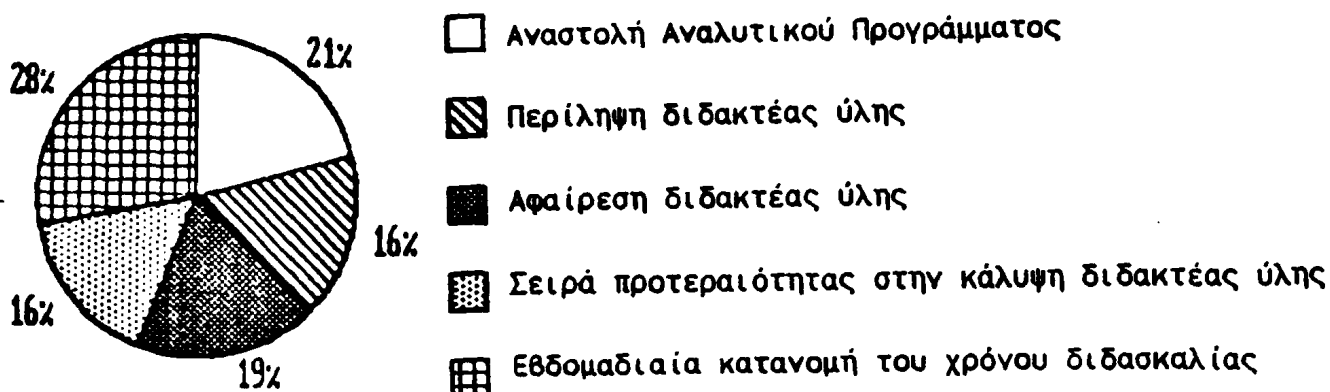 21%
28%
16%
16%
19%
Αναστολή Αναλυτικού Προγράμματος
Περίληψη διδακτέας ύλης
Αφαίρεση διδακτέας ύλης
Σειρά προτεραιότητας στην κάλυψη διδακτέας ύλης
Εβδομαδιαία κατανομή του χρόνου διδασκαλίας